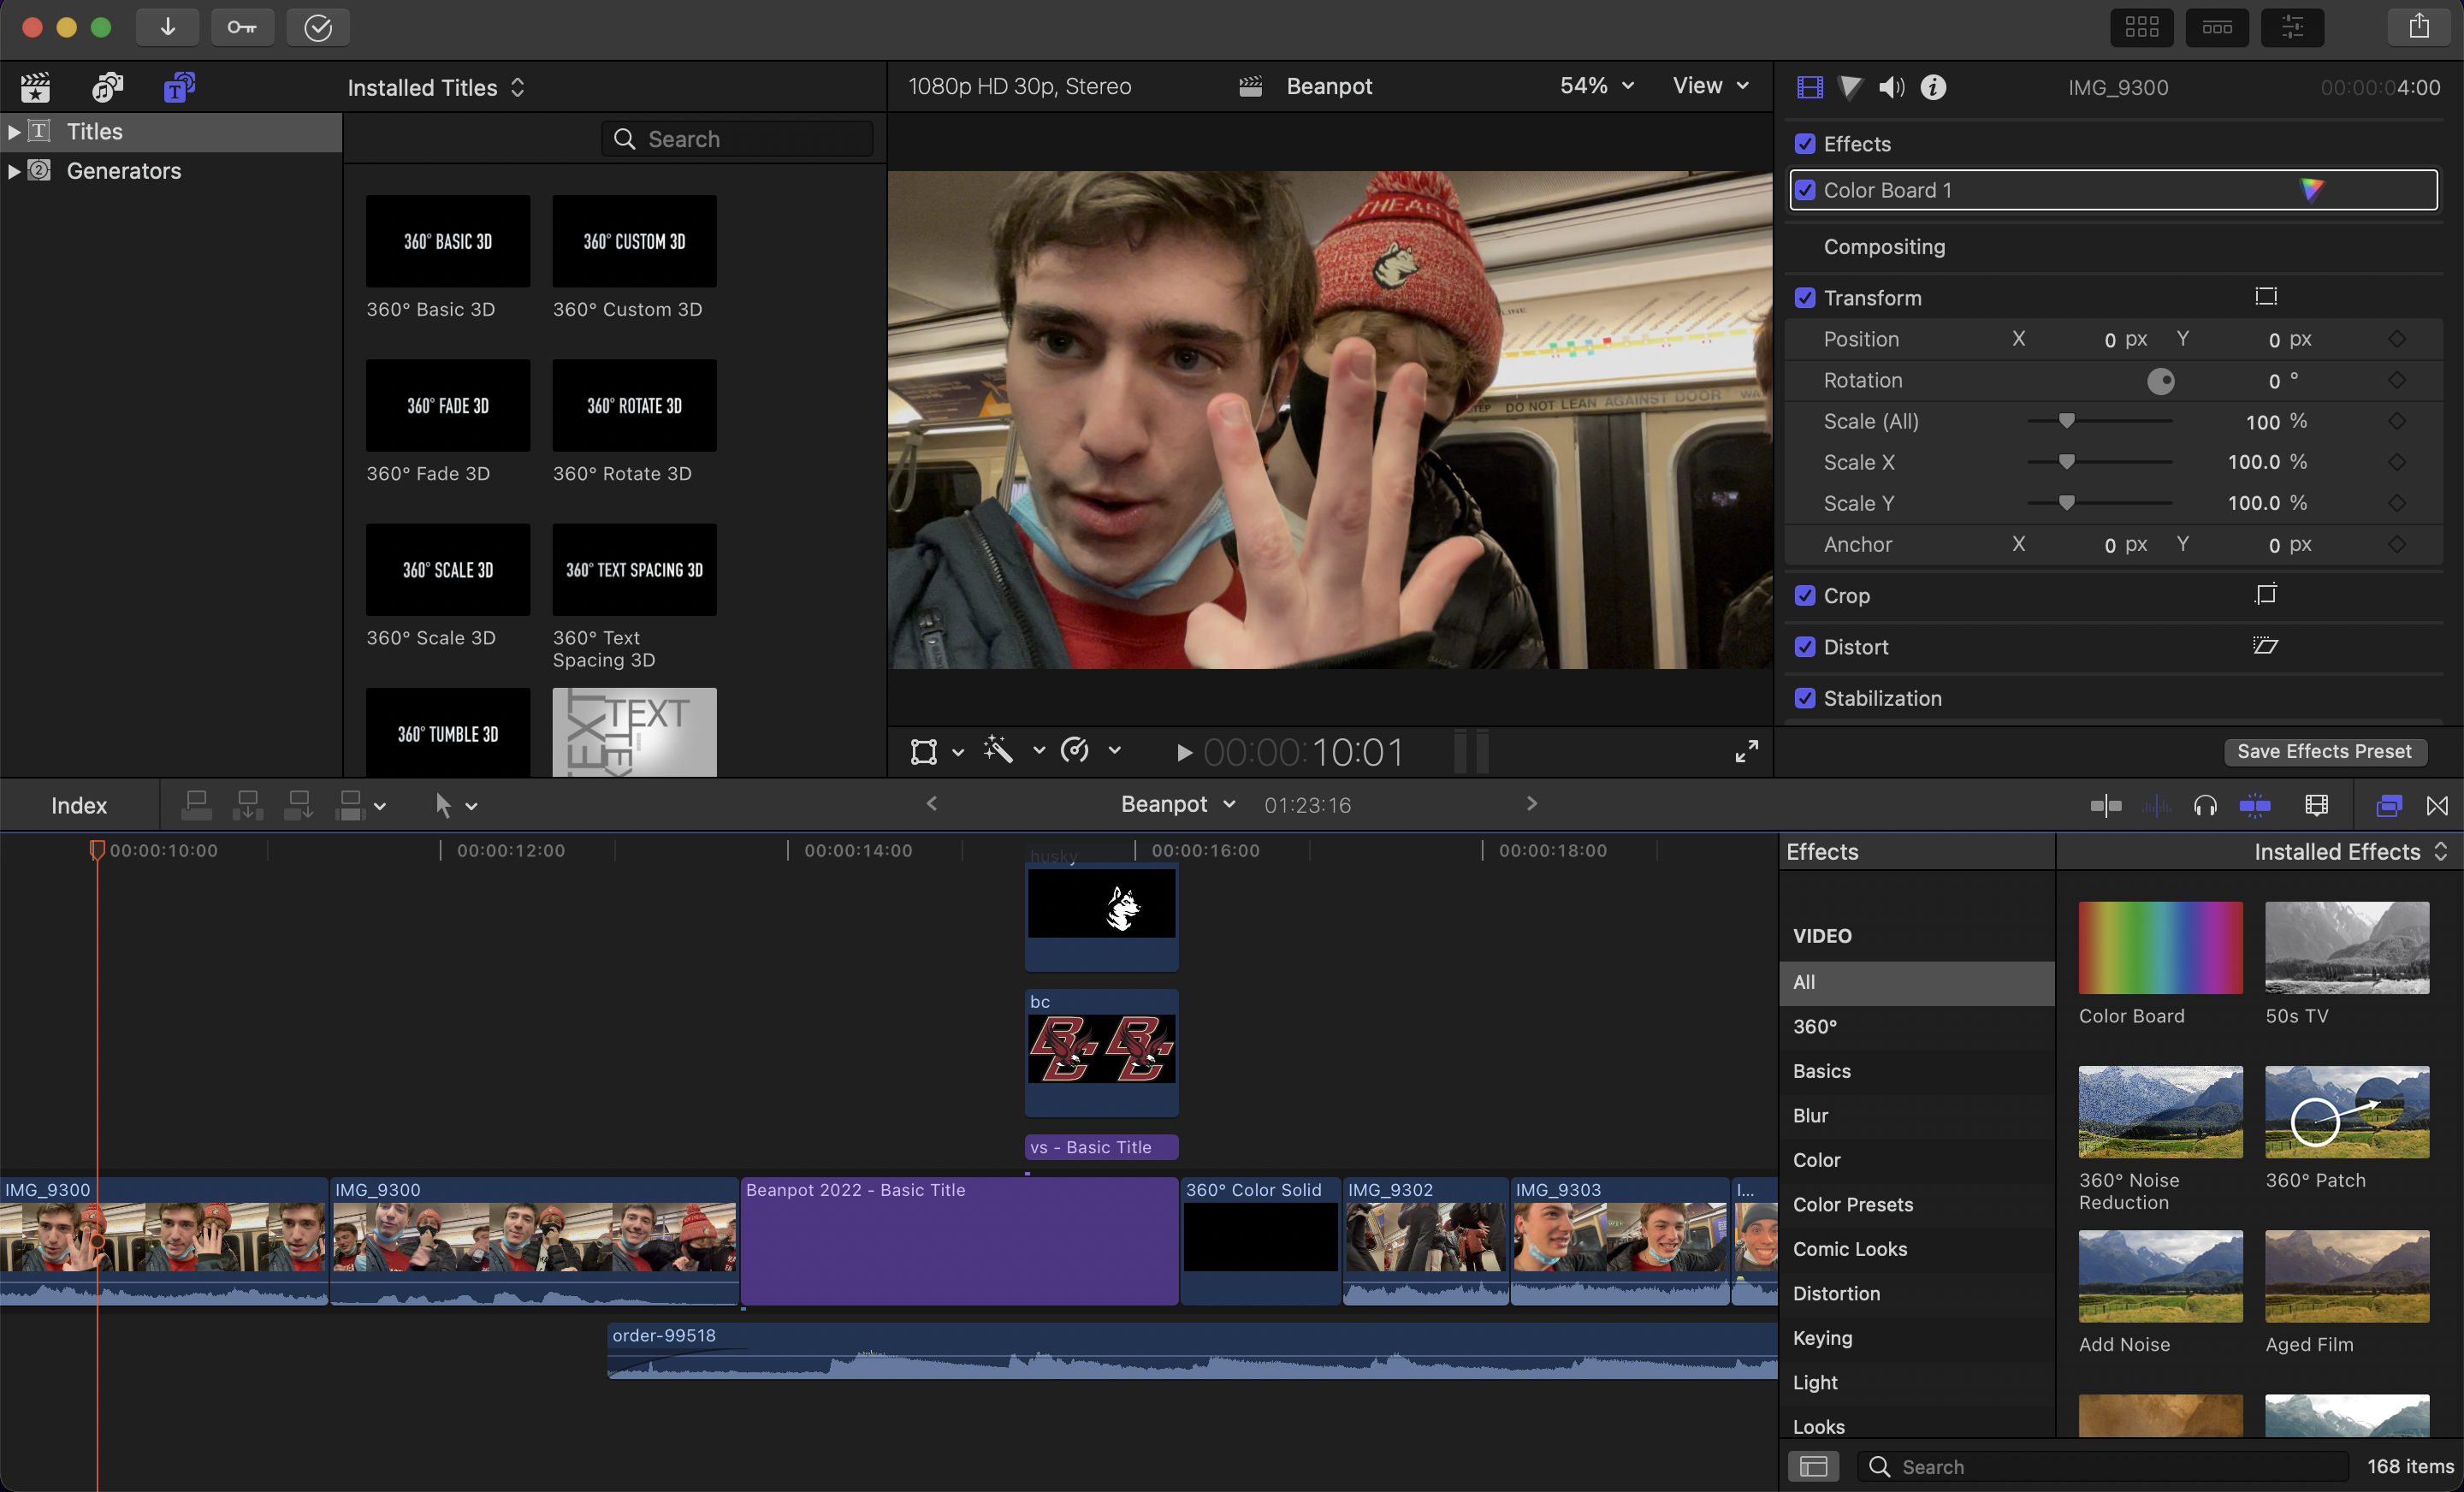 Installed Titles
1080p HD 30p, Stereo
Beanpot
54%
View
IMG_9300
00:00:04:00
Titles
Generators
Search
360° BASIC 3D
360° CUSTOM 3D
360° Basic 3D
360° Custom 3D
360° FADE 3D
360° ROTATE 3D
360° Fade 3D
360° Rotate 3D
360° SCALE 3D
360° TEXT SPACING 3D
360° Scale 3D
360° Text
Spacing 3D
360° TUMBLE 3D
TEXT
TEXT
NORTHEAST
LINE
DO NOT LEAN AGAINST DOOR
Effects
Color Board 1
Compositing
Transform
Position X 0 px Y 0 px
Rotation 0 °
Scale (All) 100 %
Scale X 100.0 %
Scale Y 100.0 %
Anchor X 0 px Y 0 px
Crop
Distort
Stabilization
Save Effects Preset
00:00:10:01
Index
Beanpot
01:23:16
00:00:10:00
00:00:12:00
00:00:14:00
00:00:16:00
00:00:18:00
husky
bc
BC BC
vs - Basic Title
IMG_9300
IMG_9300
Beanpot 2022 - Basic Title
360° Color Solid
IMG_9302
IMG_9303
I...
order-99518
Effects
Installed Effects
VIDEO
All
360°
Basics
Blur
Color
Color Presets
Comic Looks
Distortion
Keying
Light
Looks
Color Board
50s TV
360° Noise
Reduction
360° Patch
Add Noise
Aged Film
Search
168 items